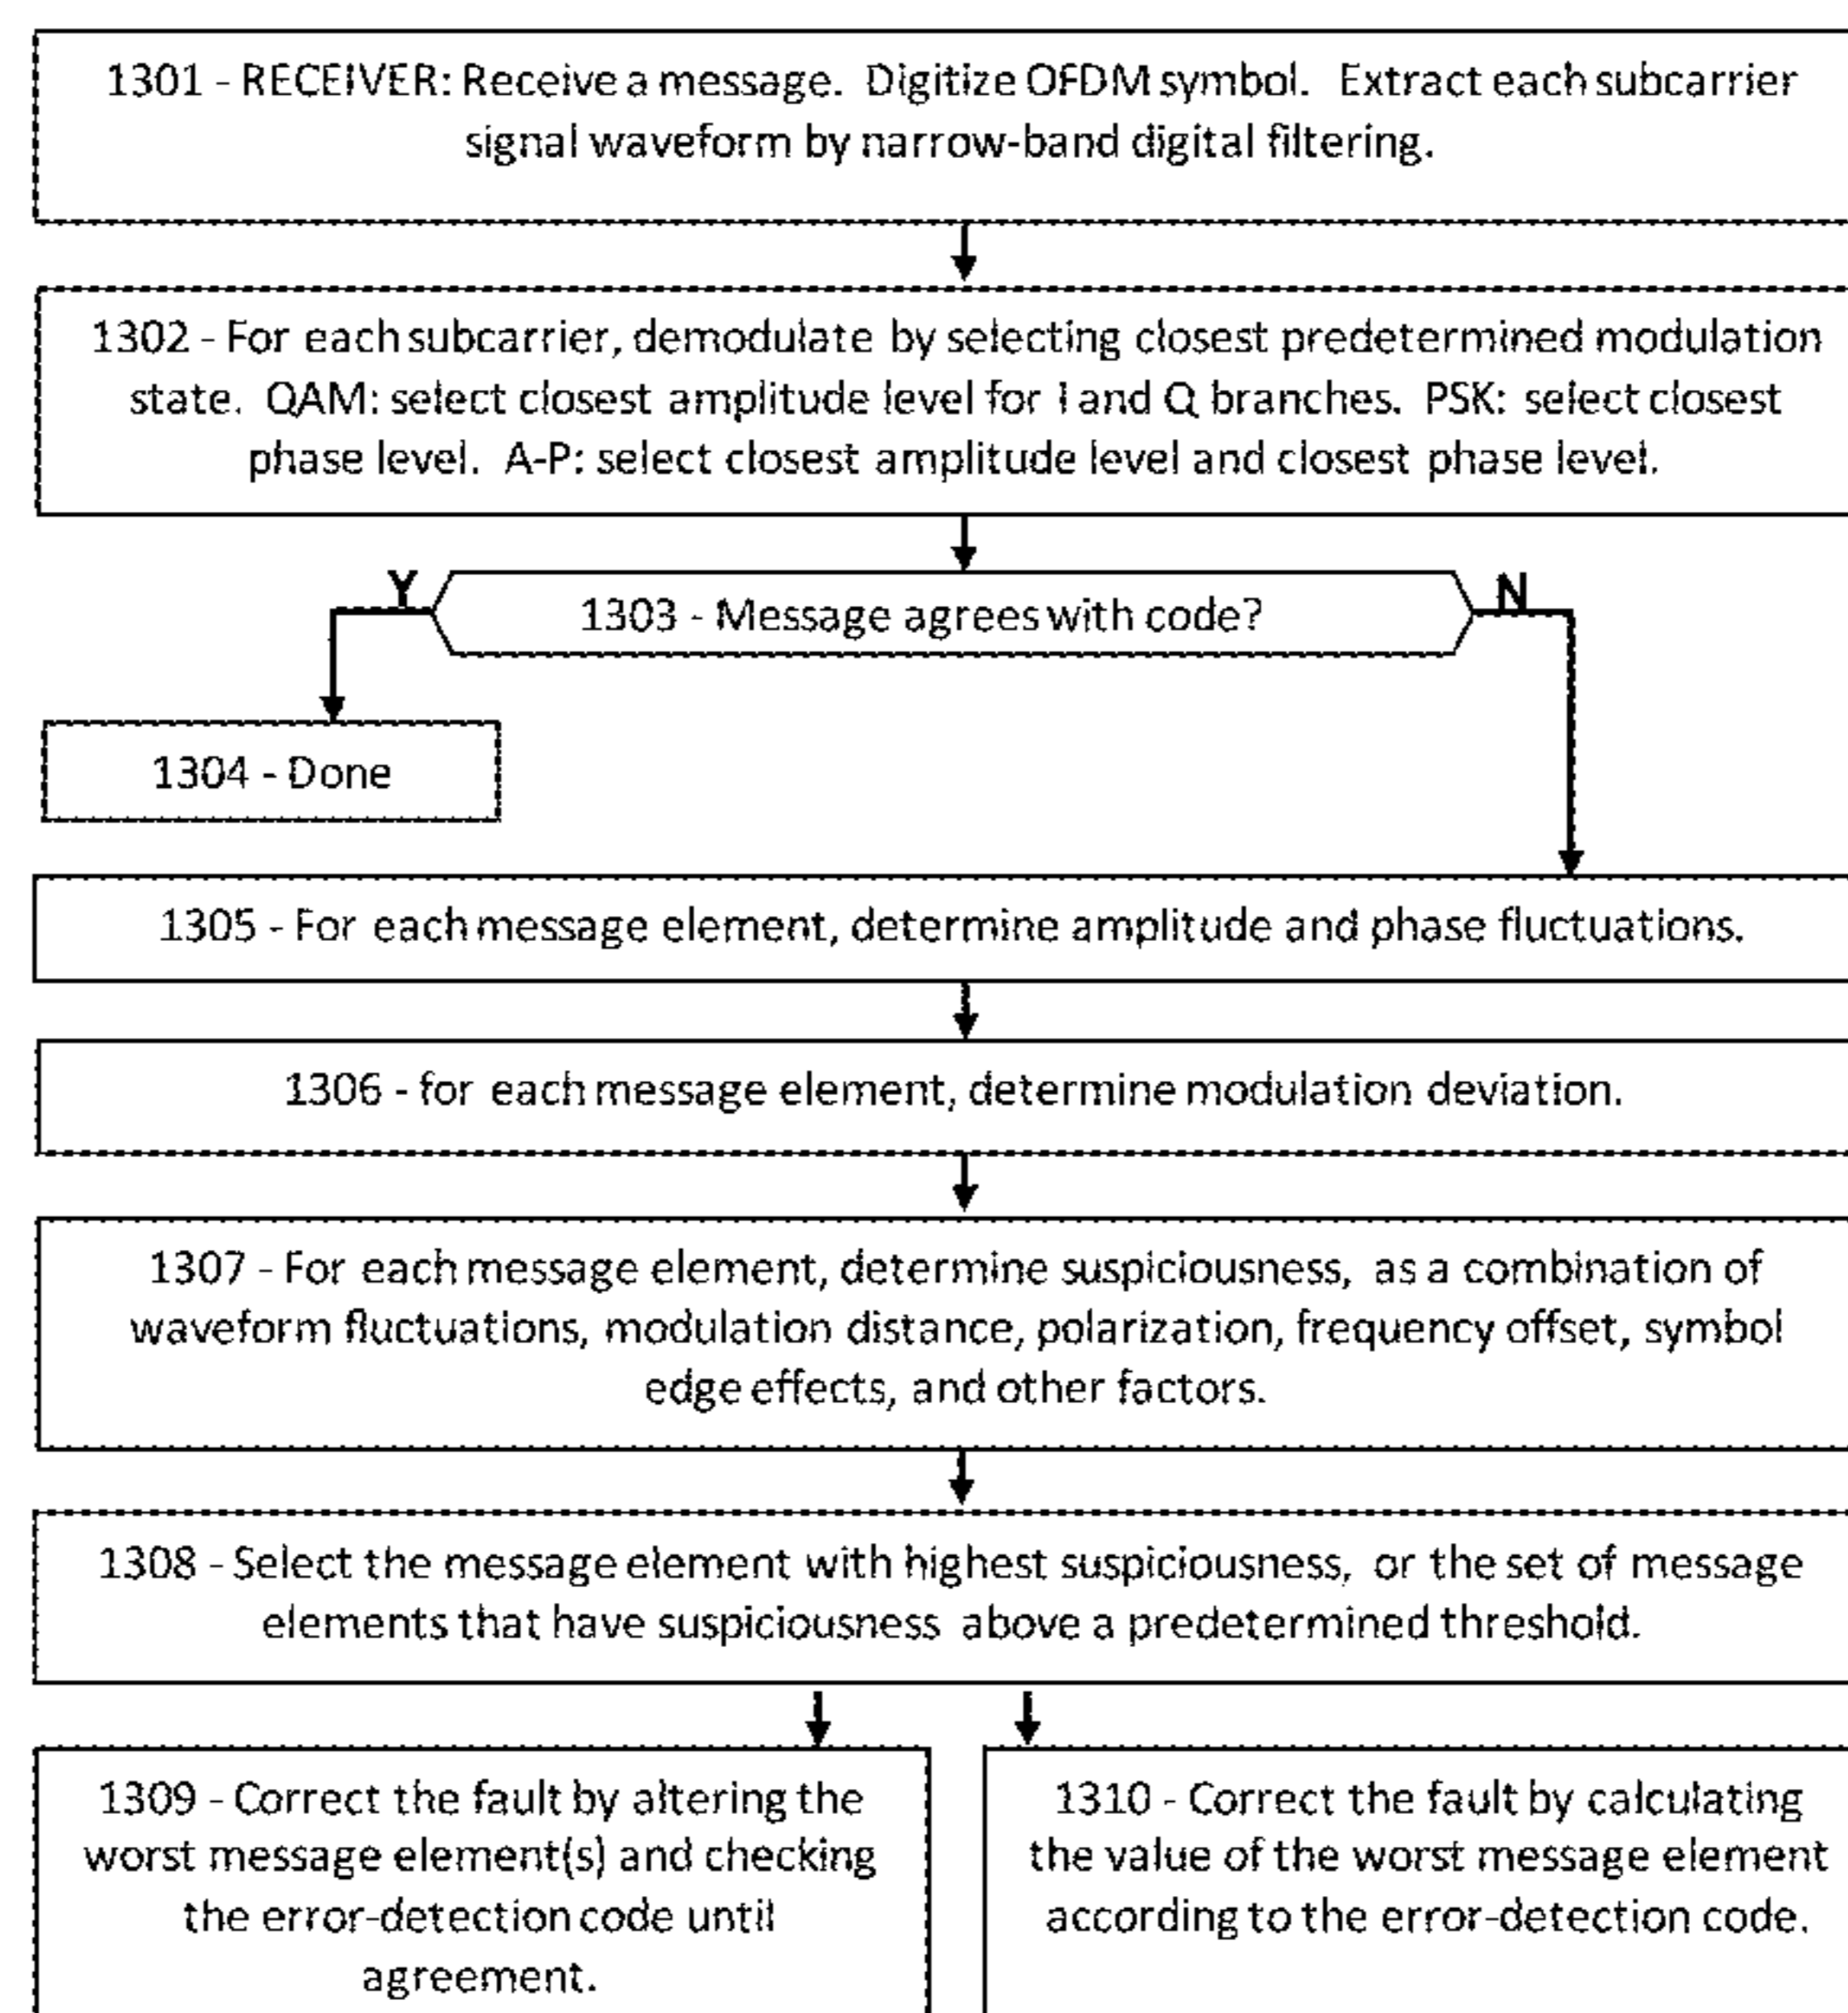 1301 - RECEIVER: Receive a message. Digitize OFDM symbol. Extract each subcarrier
signal waveform by narrow-band digital filtering.
1302 - For each subcarrier, demodulate by selecting closest predetermined modulation
state. QAM: select closest amplitude level for I and Q branches. PSK: select closest
phase level. A-P: select closest amplitude level and closest phase level.
Y
1303 - Message agrees with code?
N
1304 - Done
1305 - For each message element, determine amplitude and phase fluctuations.
1306 - for each message element, determine modulation deviation.
1307 - For each message element, determine suspiciousness, as a combination of
waveform fluctuations, modulation distance, polarization, frequency offset, symbol
edge effects, and other factors.
1308 - Select the message element with highest suspiciousness, or the set of message
elements that have suspiciousness above a predetermined threshold.
1309 - Correct the fault by altering the
worst message element(s) and checking
the error-detection code until
agreement.
1310 - Correct the fault by calculating
the value of the worst message element
according to the error-detection code.